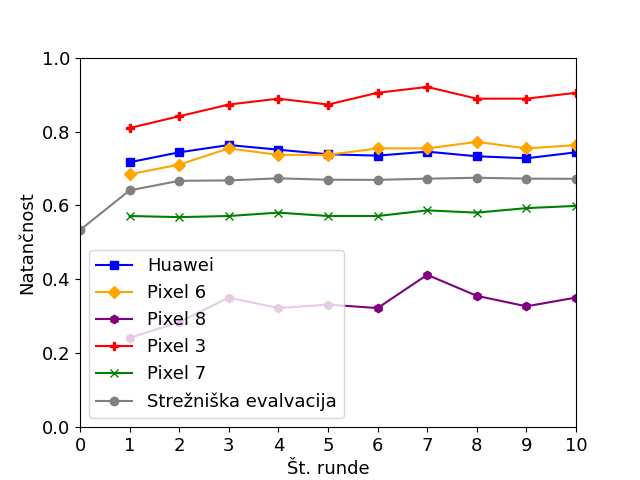 1.0
0.8
0.6
0.4
0.2
0.0
Natančnost
Huawei
Pixel 6
Pixel 8
Pixel 3
Pixel 7
Strežniška evalvacija
0 1 2 3 4 5 6 7 8 9 10
Št. runde